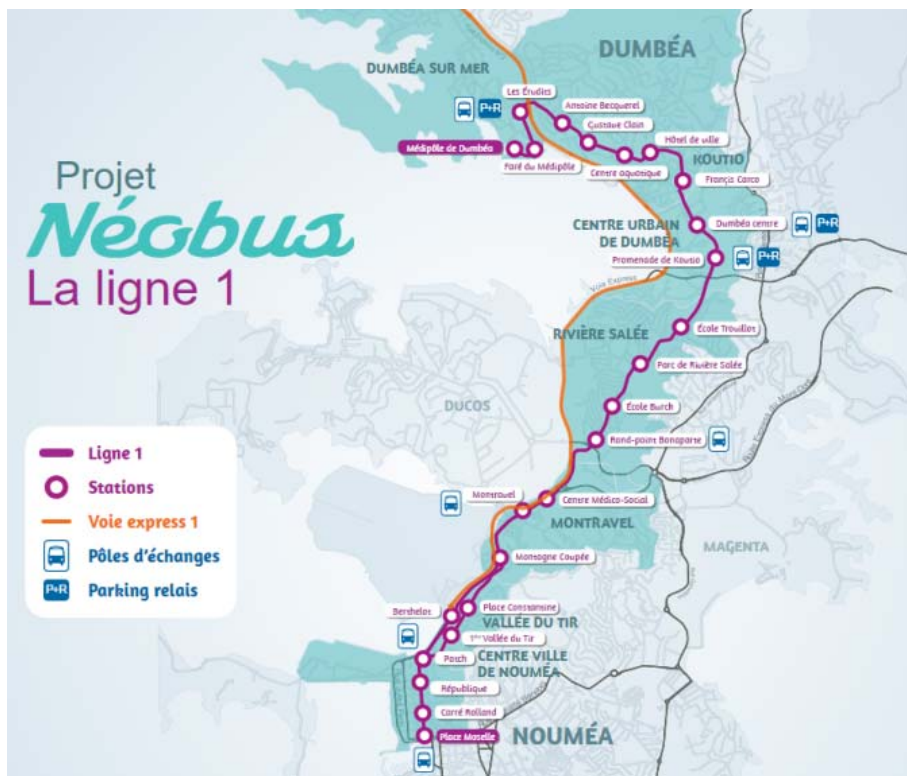 DUMBÉA
DUMBÉA SUR MER
Les Érudits
P+R
Antoine Becquerel
Gustave Clain
Hôtel de ville
Médipôle de Dumbéa
Paré du Médipôle
Centre aquatique
KOUTIO
Francis Carco
Projet
Néobus
La ligne 1
CENTRE URBAIN
DE DUMBÉA
Dumbéa centre
P+R
Promenade de Koutio
P+R
Voie Express
RIVIÈRE SALÉE
École Trouillot
Parc de Rivière Salée
DUCOS
École Burck
Rond-point Bonaparte
Ligne 1
Stations
Voie express 1
Pôles d'échanges
P+R
Parking relais
Montravel
Centre Médico-Social
MONTRAVEL
MAGENTA
Montagne Coupée
Berthelot
Place Constantine
VALLÉE DU TIR
1ère Vallée du Tir
CENTRE VILLE
DE NOUMÉA
Pasch
République
Carré Rolland
Place Moselle
NOUMÉA